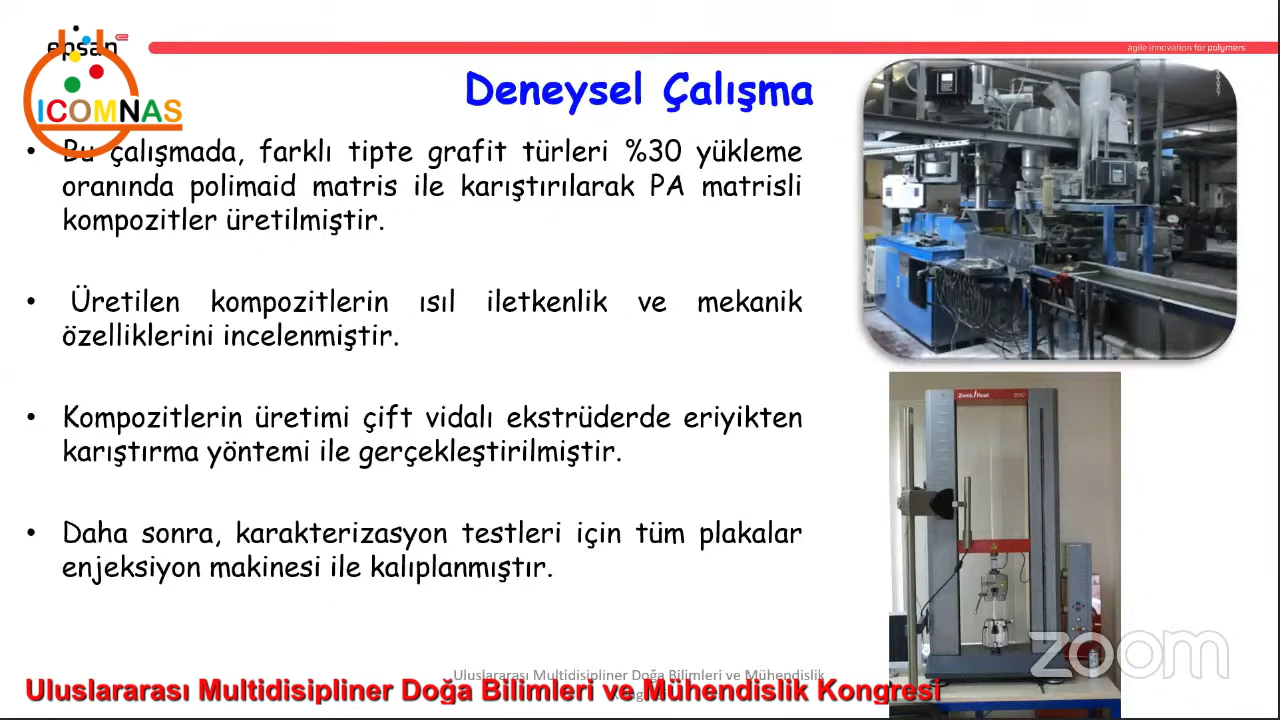 epsan
agile innovation for polymers
ICOMNAS
Deneysel Çalışma
• Bu çalışmada, farklı tipte grafit türleri %30 yükleme
oranında polimaid matris ile karıştırılarak PA matrisli
kompozitler üretilmiştir.
• Üretilen kompozitlerin ısıl iletkenlik ve mekanik
özelliklerini incelenmiştir.
• Kompozitlerin üretimi çift vidalı ekstrüderde eriyikten
karıştırma yöntemi ile gerçekleştirilmiştir.
• Daha sonra, karakterizasyon testleri için tüm plakalar
enjeksiyon makinesi ile kalıplanmıştır.
Zwick / Roell
zoom
Uluslararası Multidisipliner Doğa Bilimleri ve Mühendislik
Uluslararası Multidisipliner Doğa Bilimleri ve Mühendislik Kongresi